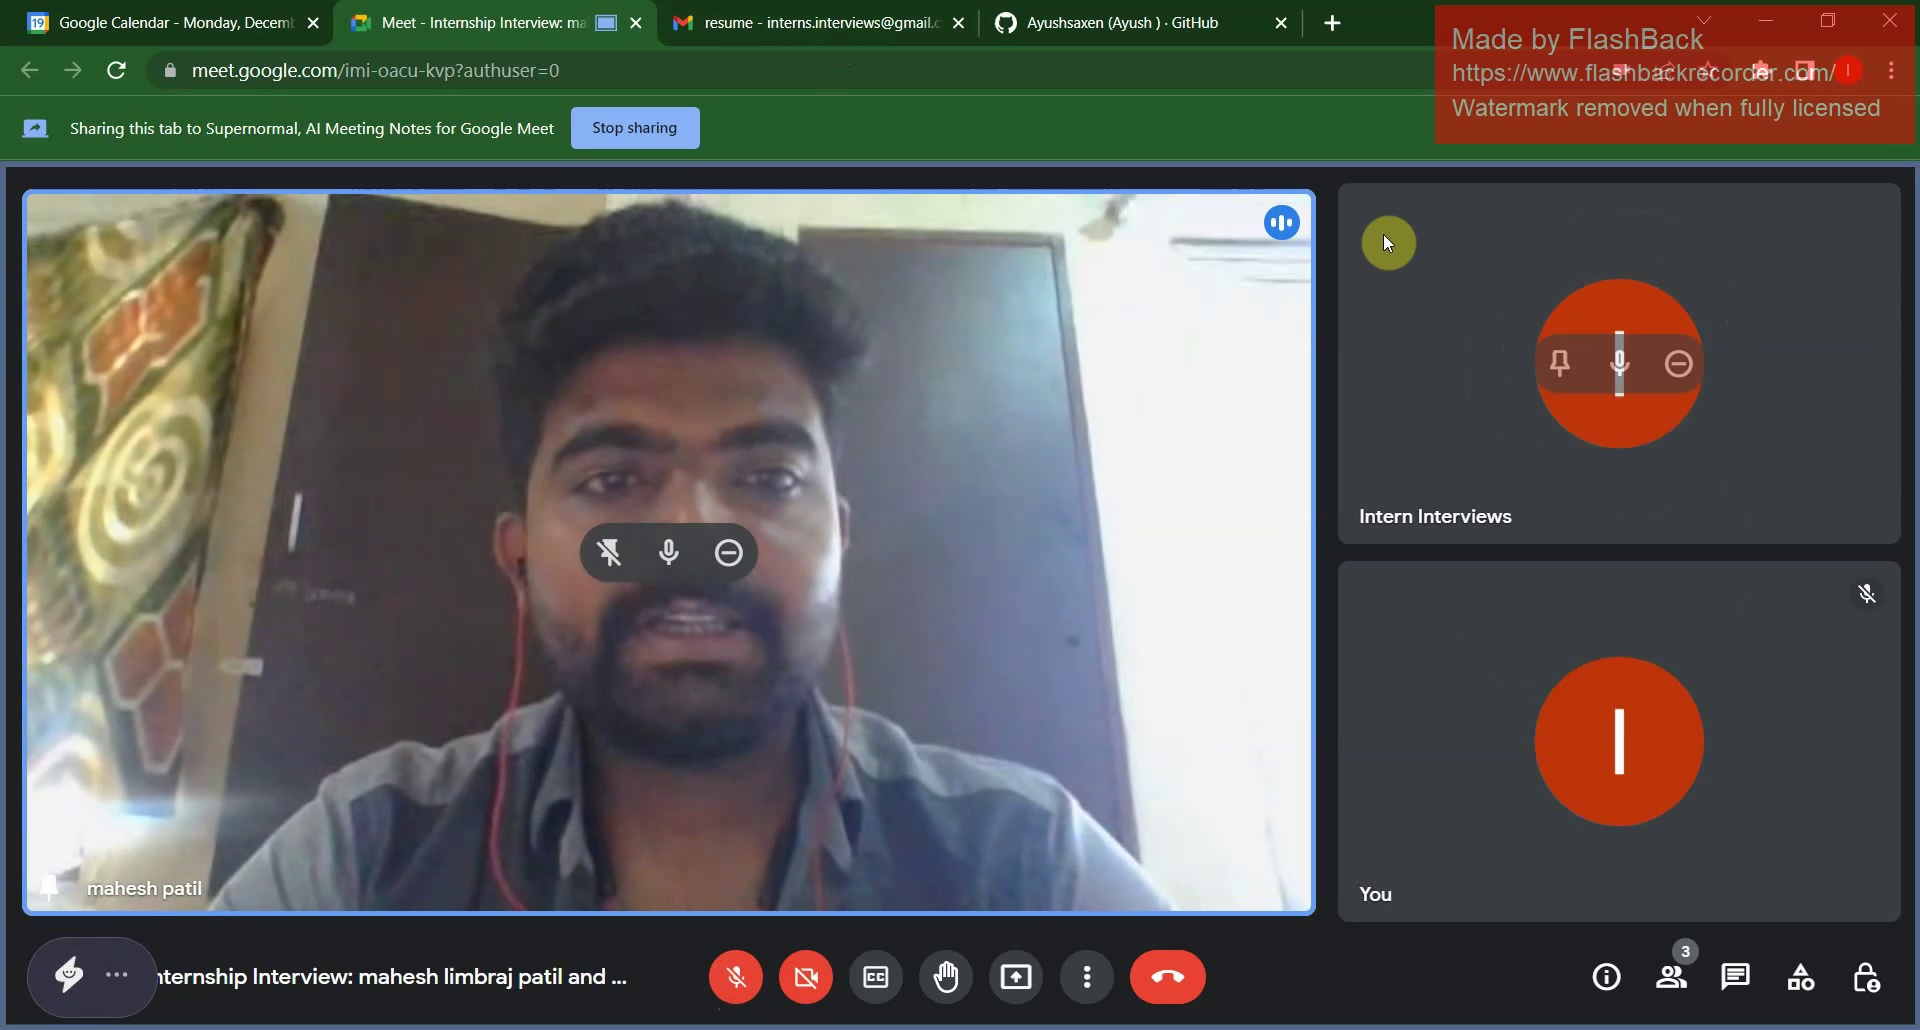 Google Calendar - Monday, Decem
Meet - Internship Interview: ma
resume - interns.interviews@gmail.c
Ayushsaxen (Ayush ) · GitHub
meet.google.com/imi-oacu-kvp?authuser=0
Made by FlashBack
https://www.flashbackrecorder.com/
Watermark removed when fully licensed
Sharing this tab to Supernormal, AI Meeting Notes for Google Meet
Stop sharing
Intern Interviews
mahesh patil
I
You
nternship Interview: mahesh limbraj patil and ...
3